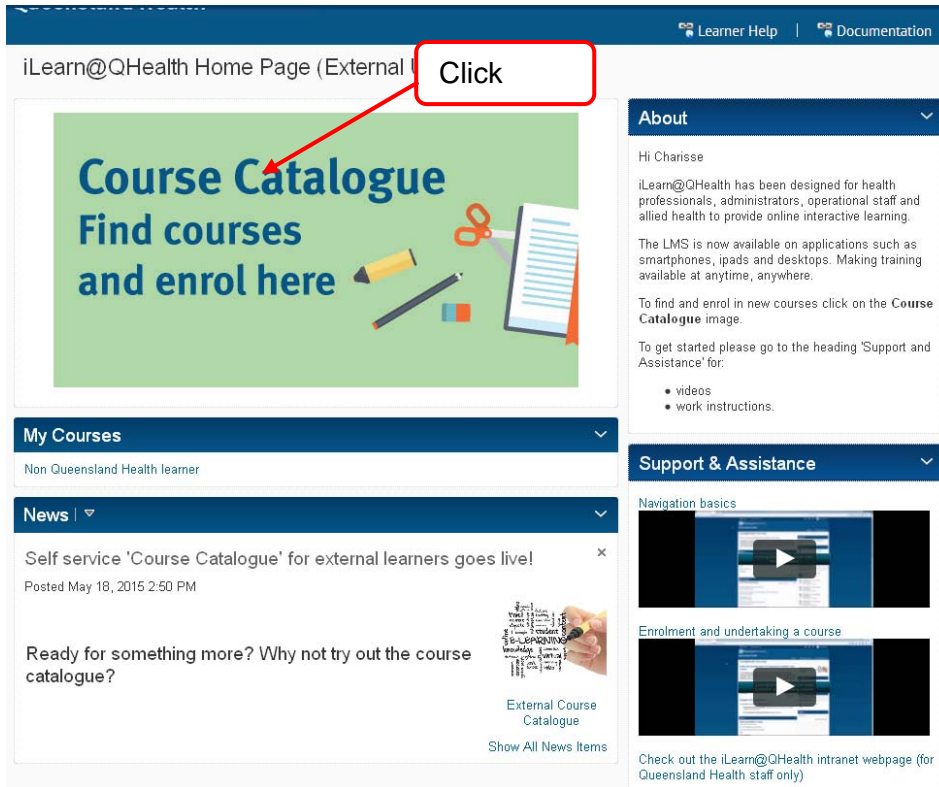 Learner Help | Documentation
iLearn@QHealth Home Page (External
Click
Course Catalogue
Find courses
and enrol here
My Courses
Non Queensland Health learner
News
Self service 'Course Catalogue' for external learners goes live!
Posted May 18, 2015 2:50 PM
Ready for something more? Why not try out the course
catalogue?
E-LEARNING
External Course
Catalogue
Show All News Items
About
Hi Charisse
iLearn@QHealth has been designed for health
professionals, administrators, operational staff and
allied health to provide online interactive learning.
The LMS is now available on applications such as
smartphones, ipads and desktops. Making training
available at anytime, anywhere.
To find and enrol in new courses click on the Course
Catalogue image.
To get started please go to the heading 'Support and
Assistance' for:
• videos
• work instructions.
Support & Assistance
Navigation basics
Enrolment and undertaking a course
Check out the iLearn@QHealth intranet webpage (for
Queensland Health staff only)